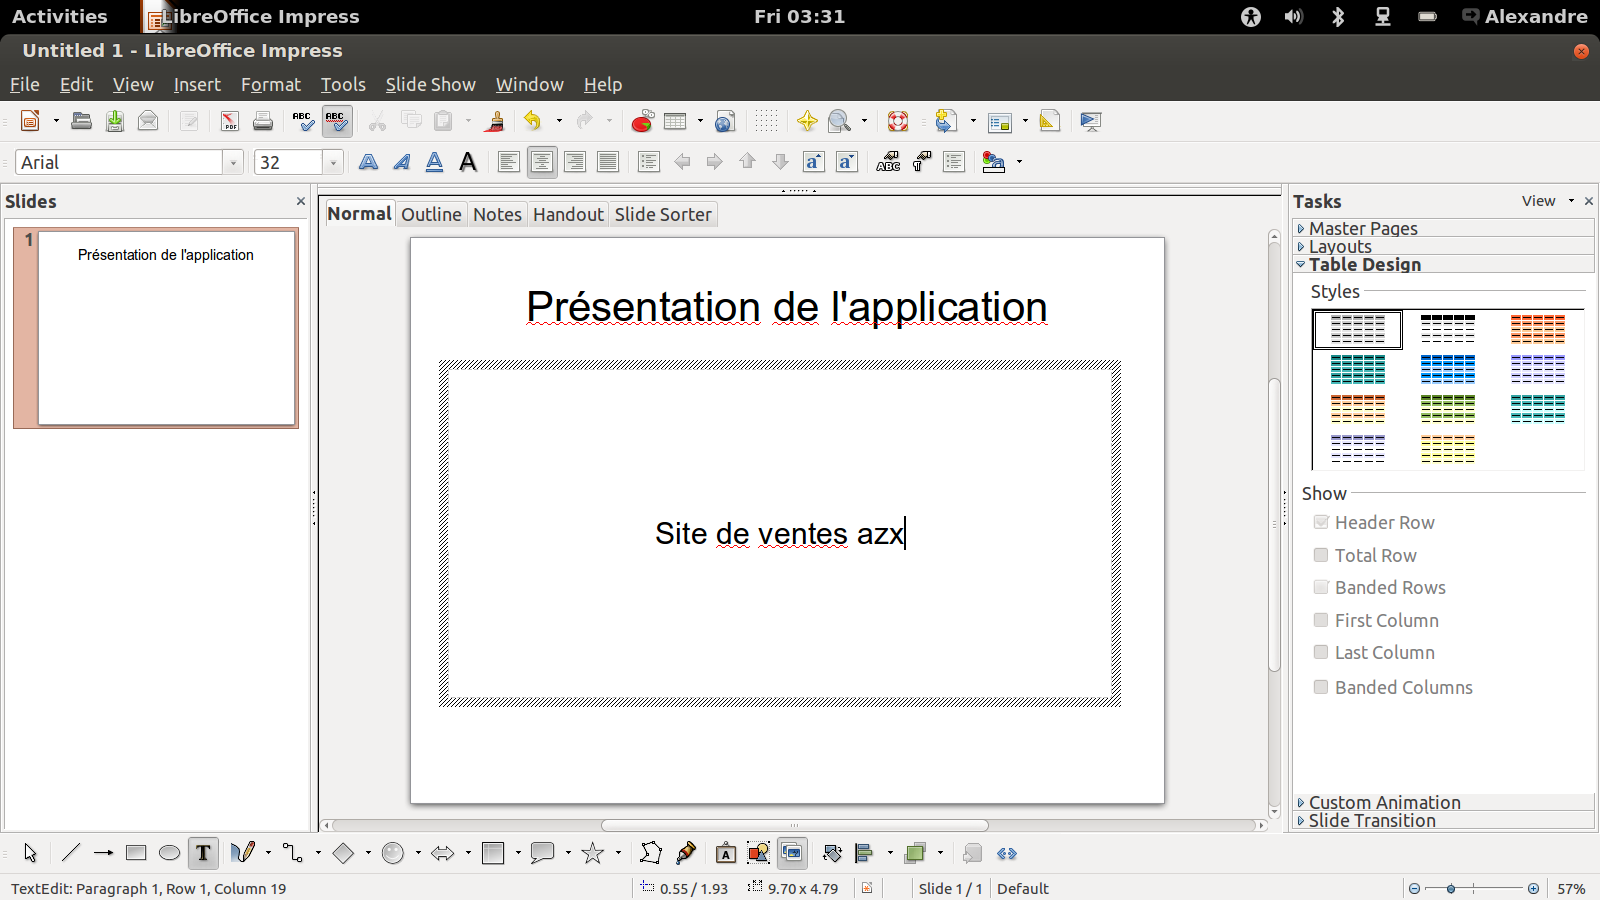 Activities LibreOffice Impress Fri 03:31 Alexandre
Untitled 1 - LibreOffice Impress
File Edit View Insert Format Tools Slide Show Window Help
Arial 32
Slides
1
Présentation de l'application
Normal Outline Notes Handout Slide Sorter
Présentation de l'application
Site de ventes azx
Tasks View
Master Pages
Layouts
Table Design
Styles
Show
Header Row
Total Row
Banded Rows
First Column
Last Column
Banded Columns
Custom Animation
Slide Transition
TextEdit: Paragraph 1, Row 1, Column 19 0.55 / 1.93 9.70 x 4.79 Slide 1 / 1 Default 57%